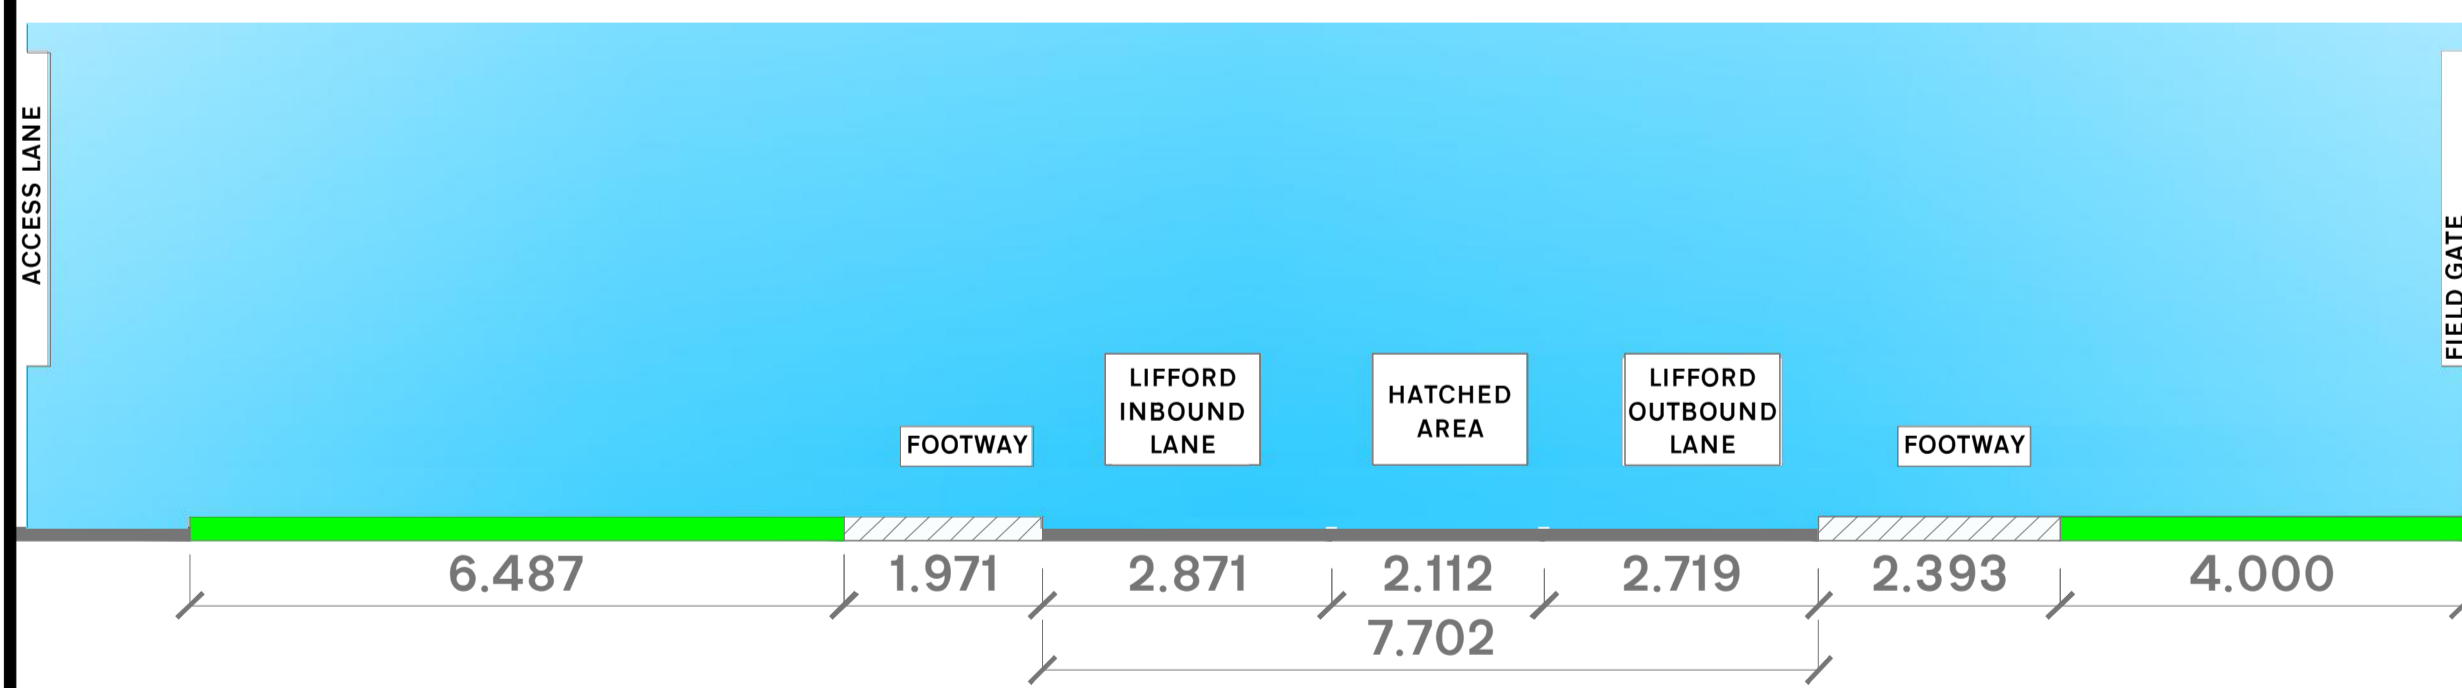 ACCESS LANE
FOOTWAY
LIFFORD
INBOUND
LANE
HATCHED
AREA
LIFFORD
OUTBOUND
LANE
FOOTWAY
FIELD GATE
6.487
1.971
2.871
2.112
2.719
2.393
4.000
7.702